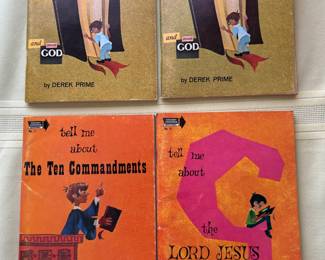 and
GOD
by DEREK PRIME
and
GOD
by DEREK PRIME
tell me
about
The Ten Commandments
tell me
about
the
LORD JESUS